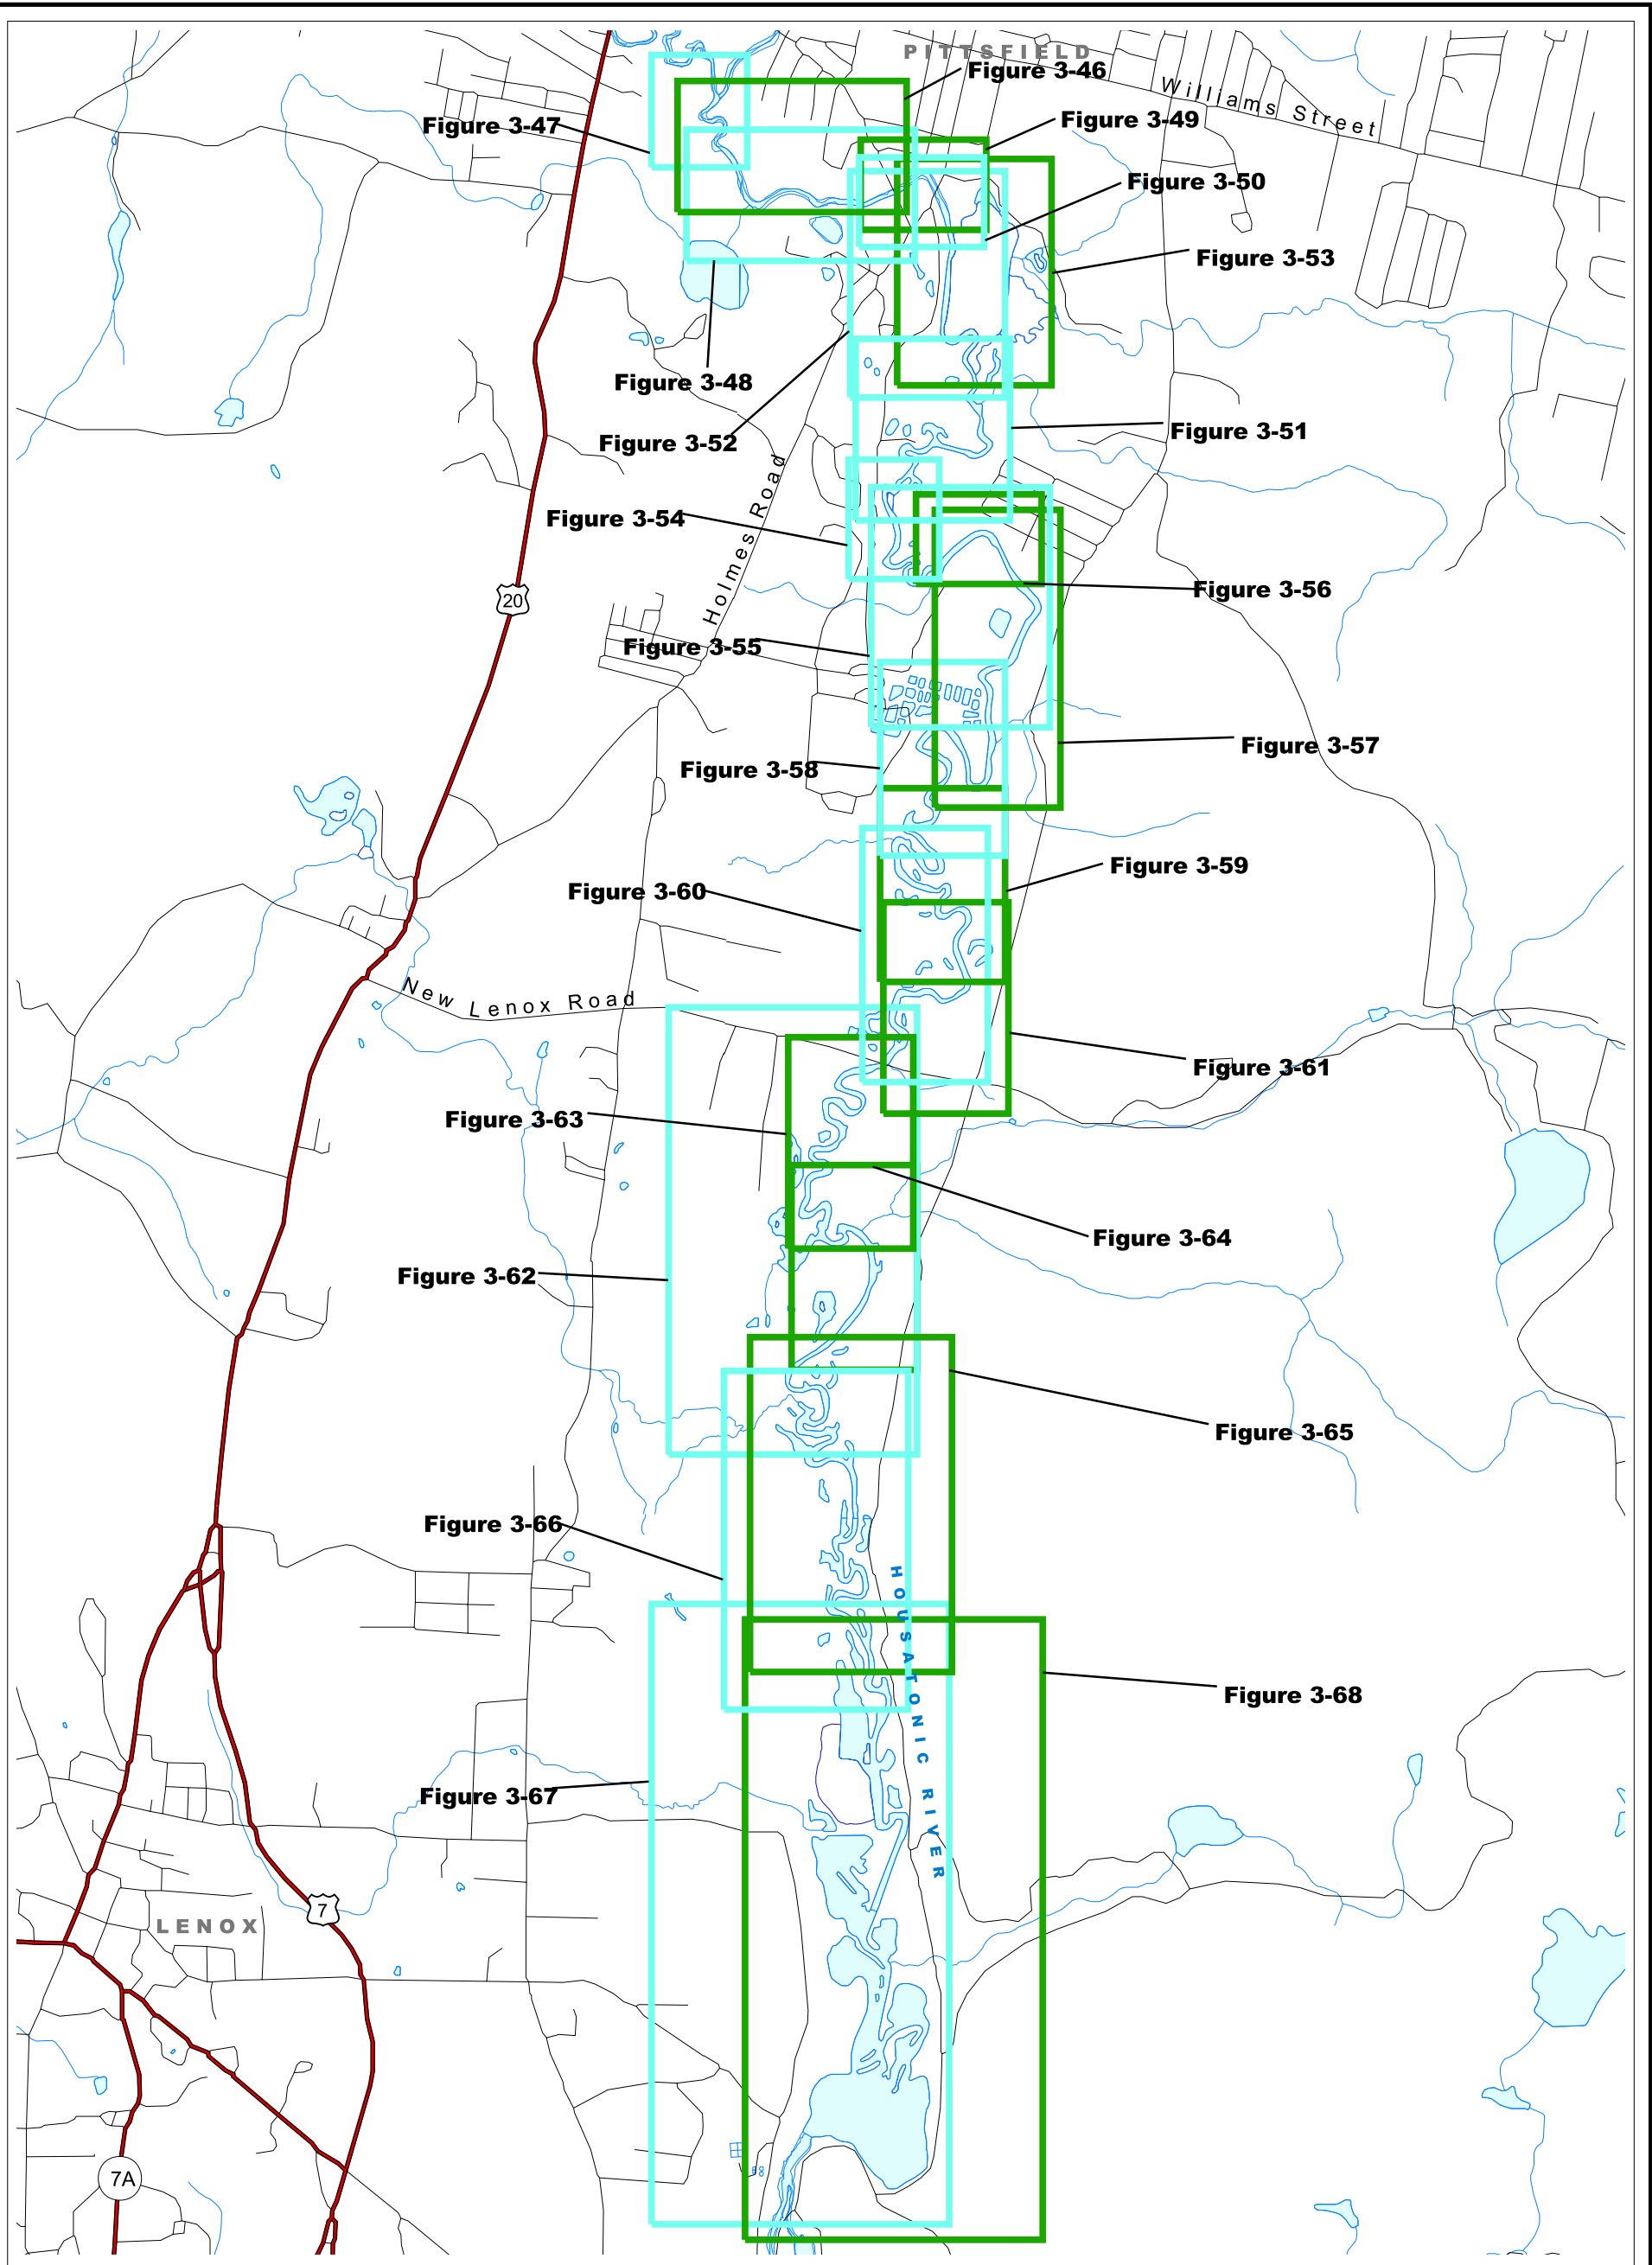 PITTSFIELD
Figure 3-46
Williams Street
Figure 3-47
Figure 3-49
Figure 3-50
Figure 3-53
Figure 3-48
Figure 3-52
Figure 3-51
Holmes Road
Figure 3-54
Figure 3-56
20
Figure 3-55
Figure 3-57
Figure 3-58
Figure 3-59
Figure 3-60
New Lenox Road
Figure 3-61
Figure 3-63
Figure 3-64
Figure 3-62
Figure 3-65
Figure 3-66
HOUSATONIC RIVER
Figure 3-68
Figure 3-67
7
LENOX
7A